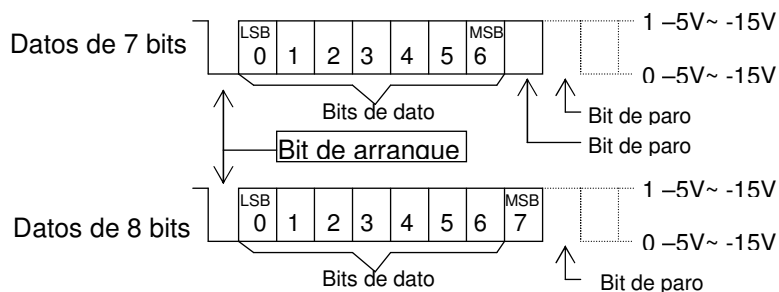 1 –5V~ -15V
Datos de 7 bits
LSB MSB
0 1 2 3 4 5 6
0 –5V~ -15V
Bits de dato
Bit de paro
Bit de arranque
Bit de paro
1 –5V~ -15V
Datos de 8 bits
LSB MSB
0 1 2 3 4 5 6 7
0 –5V~ -15V
Bits de dato
Bit de paro